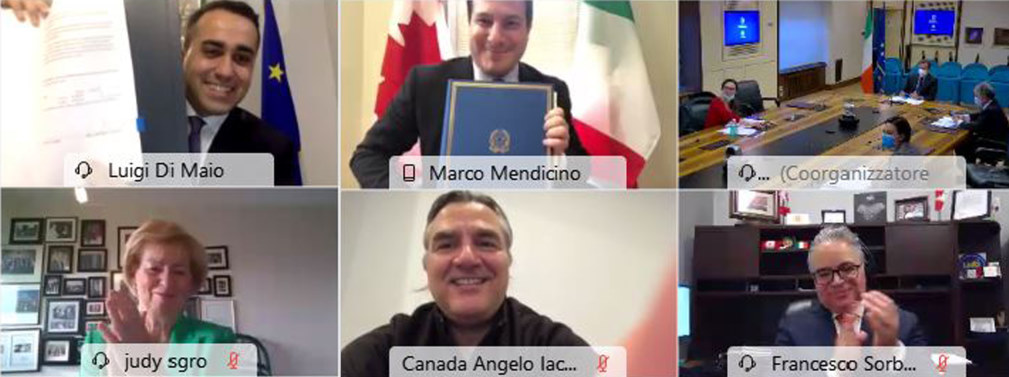 Luigi Di Maio
Marco Mendicino
... (Coorganizzatore
judy sgro
Canada Angelo Iac...
Francesco Sorb...